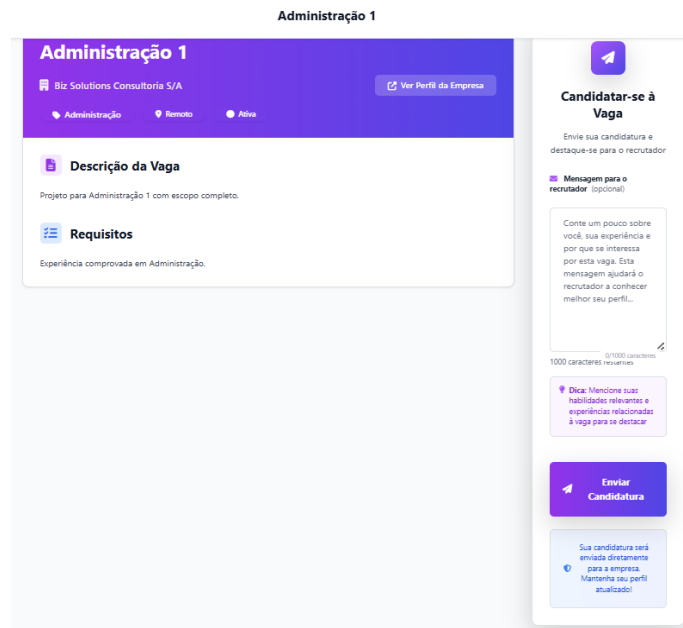 Administração 1
Administração 1
Biz Solutions Consultoria S/A
Ver Perfil da Empresa
Administração
Remoto
Ativa
Descrição da Vaga
Projeto para Administração 1 com escopo completo.
Requisitos
Experiência comprovada em Administração.
Candidatar-se à
Vaga
Envie sua candidatura e
destaque-se para o recrutador
Mensagem para o
recrutador (opcional)
Conte um pouco sobre
você, sua experiência e
por que se interessa
por esta vaga. Esta
mensagem ajudará o
recrutador a conhecer
melhor seu perfil...
0/1000 caracteres
1000 caracteres restantes
Dica: Mencione suas
habilidades relevantes e
experiências relacionadas
à vaga para se destacar
Enviar
Candidatura
Sua candidatura será
enviada diretamente
para a empresa.
Mantenha seu perfil
atualizado!